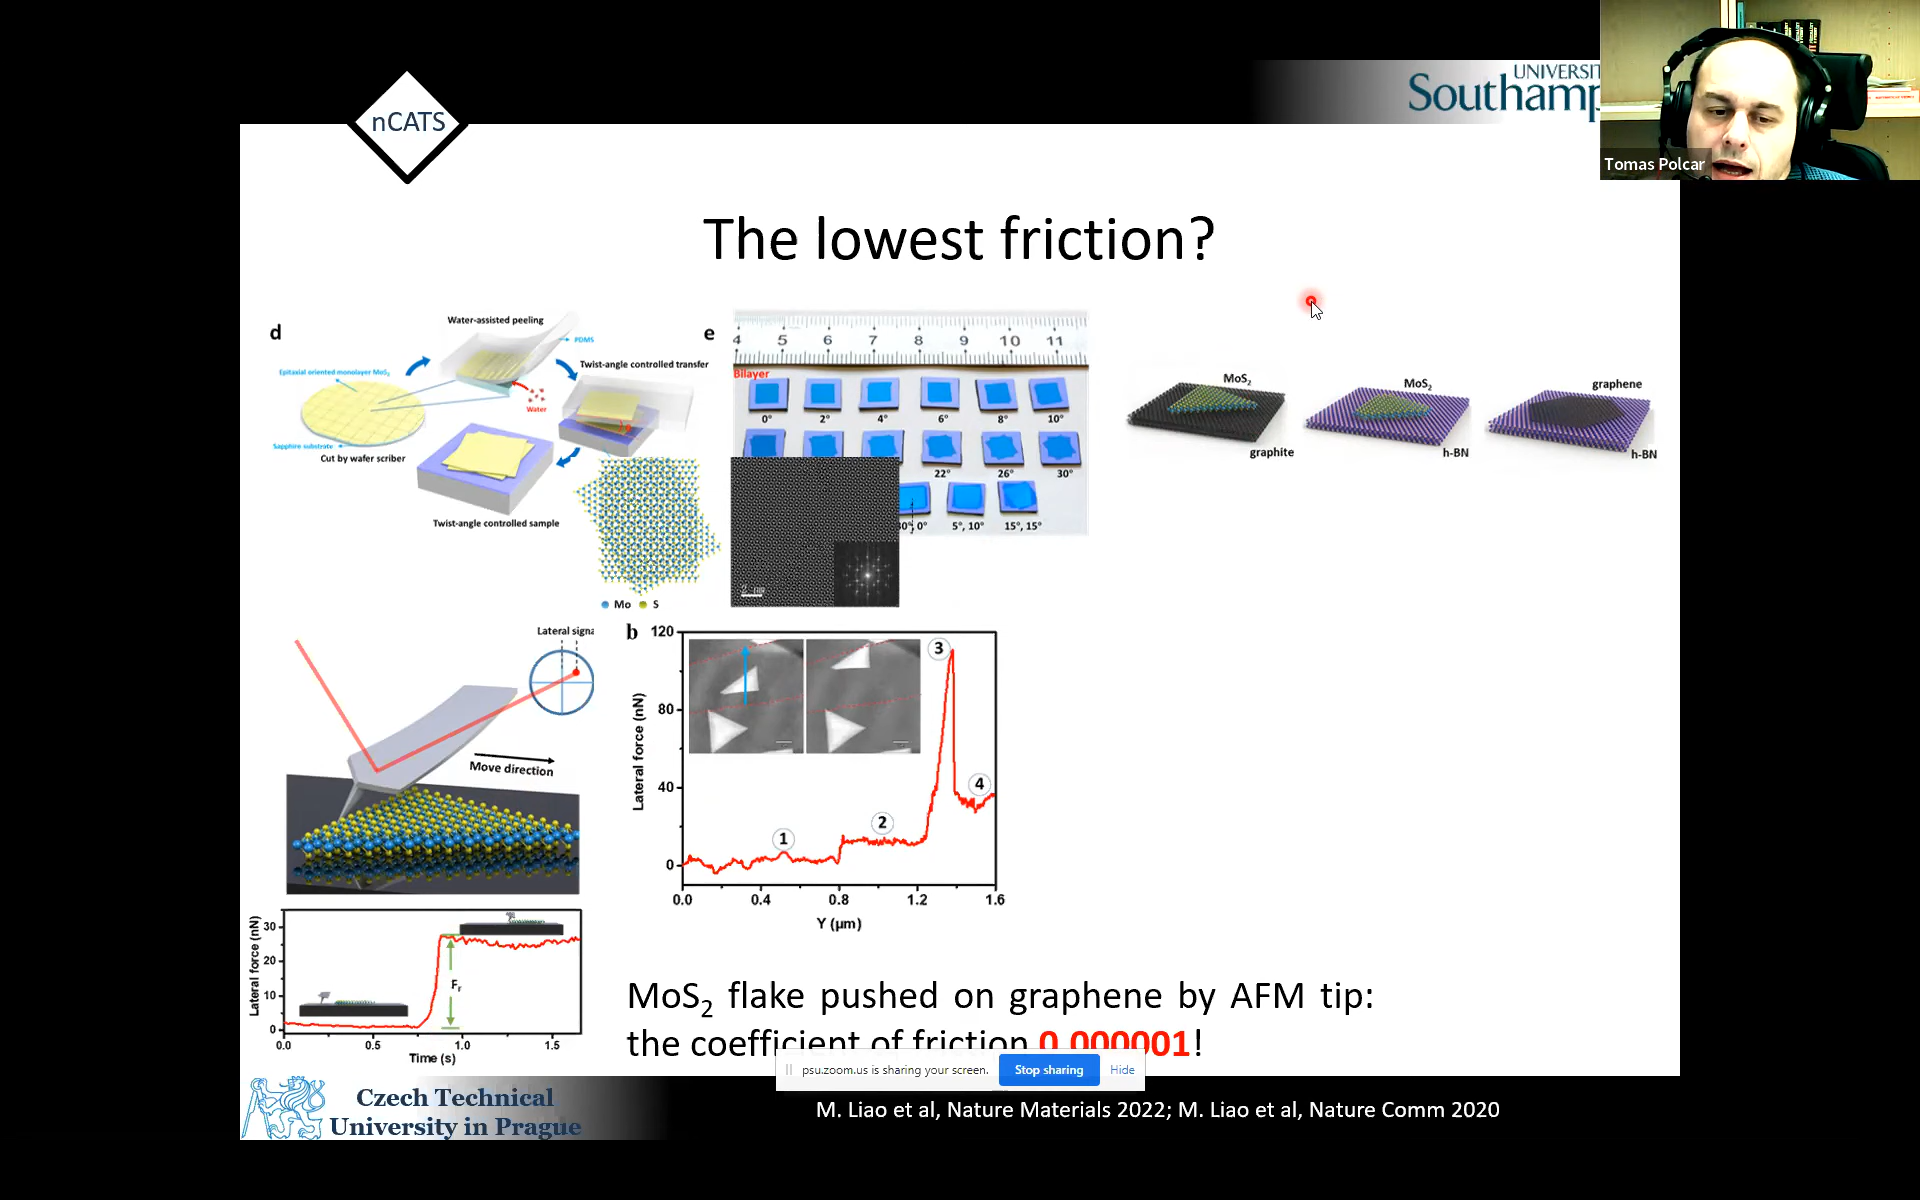 nCATS
UNIVERSIT
Southamp
Tomas Polcar
The lowest friction?
d
Water-assisted peeling
PDMS
Epitaxial oriented monolayer MoS2
Twist-angle controlled transfer
Water
θ
Sapphire substrate
Cut by wafer scriber
Twist-angle controlled sample
Mo S
e
4 5 6 7 8 9 10 11
Bilayer
0° 2° 4° 6° 8° 10°
22° 26° 30°
30° 0° 5°, 10° 15°, 15°
2 nm
MoS2
graphite
MoS2
h-BN
graphene
h-BN
Lateral signa
Move direction
Lateral force (nN)
30
20
10
0
Fr
0.0 0.5 1.0 1.5
Time (s)
b
Lateral force (nN)
120
80
40
0
1
2
3
4
0.0 0.4 0.8 1.2 1.6
Y (µm)
MoS2 flake pushed on graphene by AFM tip:
the coefficient of friction 0.000001!
psu.zoom.us is sharing your screen. Stop sharing Hide
Czech Technical
University in Prague
M. Liao et al, Nature Materials 2022; M. Liao et al, Nature Comm 2020